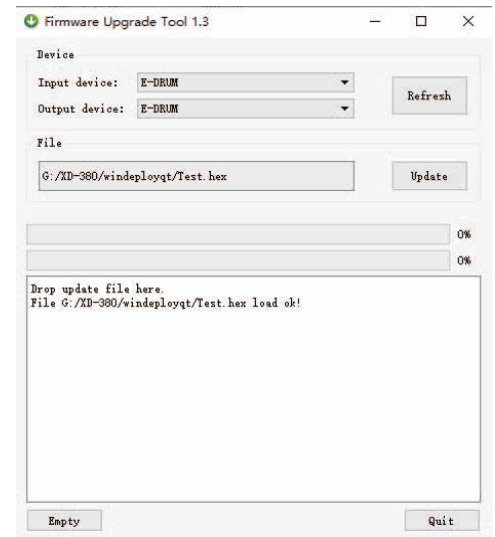 Firmware Upgrade Tool 1.3
Device
Input device: E-DRUM
Output device: E-DRUM
Refresh
File
G:/XD-380/windeployqt/Test.hex
Update
0%
0%
Drop update file here.
File G:/XD-380/windeployqt/Test.hex load ok!
Empty
Quit